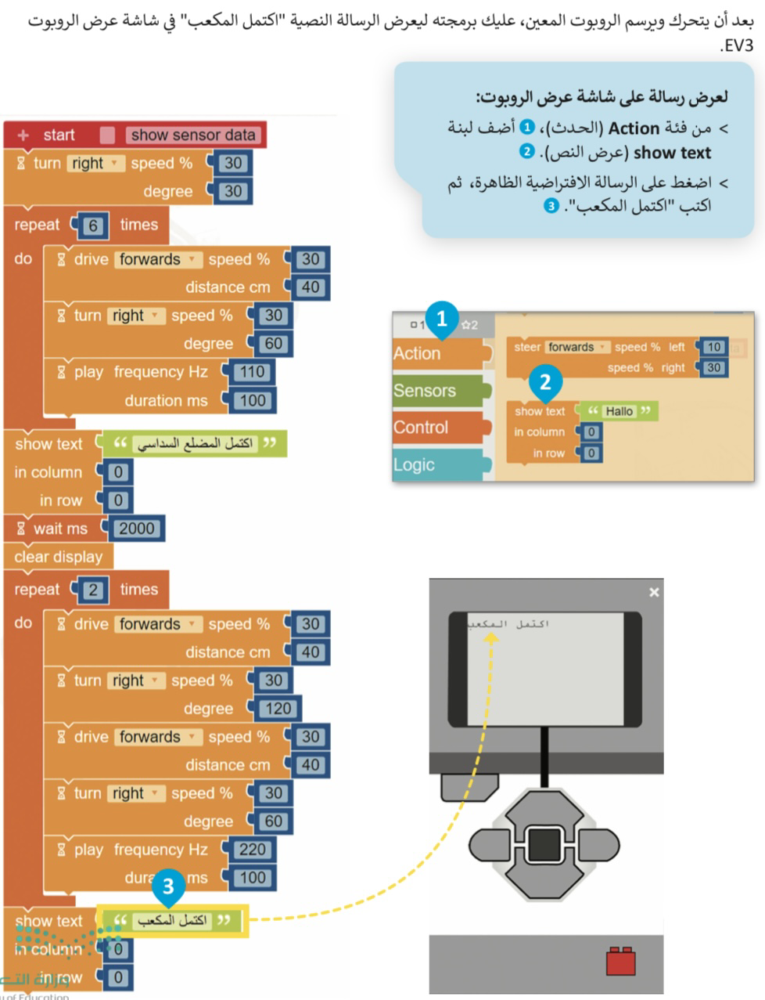 بعد أن يتحرك ويرسم الروبوت المعين، عليك برمجته ليعرض الرسالة النصية "اكتمل المكعب" في شاشة عرض الروبوت
EV3.
لعرض رسالة على شاشة عرض الروبوت:
> من فئة Action (الحدث)، 1 أضف لبنة
show text (عرض النص). 2
> اضغط على الرسالة الافتراضية الظاهرة، ثم
اكتب "اكتمل المكعب". 3
+ start show sensor data
turn right speed % 30
degree 30
repeat 6 times
do drive forwards speed % 30
distance cm 40
turn right speed % 30
degree 60
play frequency Hz 110
duration ms 100
show text “ اكتمل المضلع السداسي ”
in column 0
in row 0
wait ms 2000
clear display
repeat 2 times
do drive forwards speed % 30
distance cm 40
turn right speed % 30
degree 120
drive forwards speed % 30
distance cm 40
turn right speed % 30
degree 60
play frequency Hz 220
dura 3 ms 100
show text “ اكتمل المكعب ”
in column 0
in row 0
1 1 2
Action
Sensors
Control
Logic
steer forwards speed % left 10
speed % right 30
2
show text “ Hallo ”
in column 0
in row 0
×
اكتمل المكعب
وزارة التع
of Education